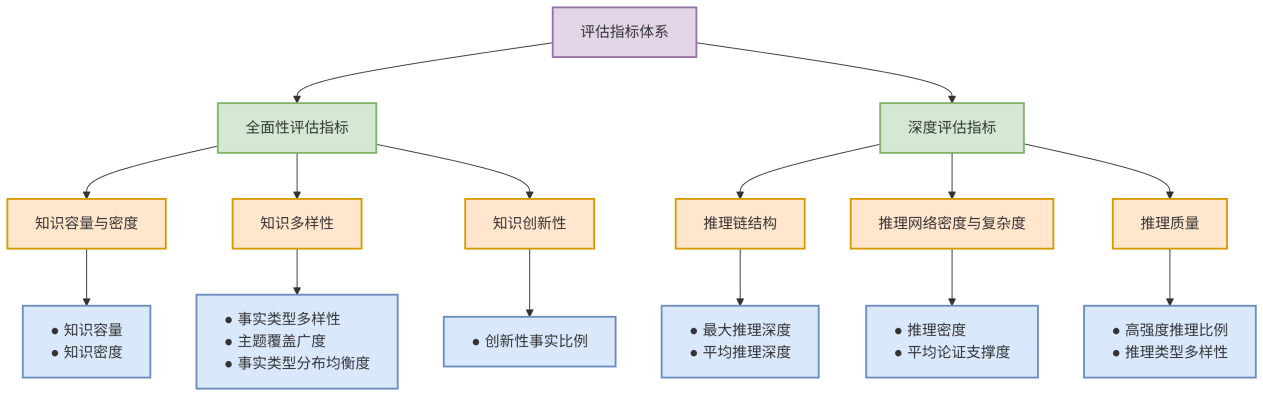 评估指标体系
全面性评估指标
深度评估指标
知识容量与密度
知识多样性
知识创新性
推理链结构
推理网络密度与复杂度
推理质量
● 知识容量
● 知识密度
● 事实类型多样性
● 主题覆盖广度
● 事实类型分布均衡度
● 创新性事实比例
● 最大推理深度
● 平均推理深度
● 推理密度
● 平均论证支撑度
● 高强度推理比例
● 推理类型多样性